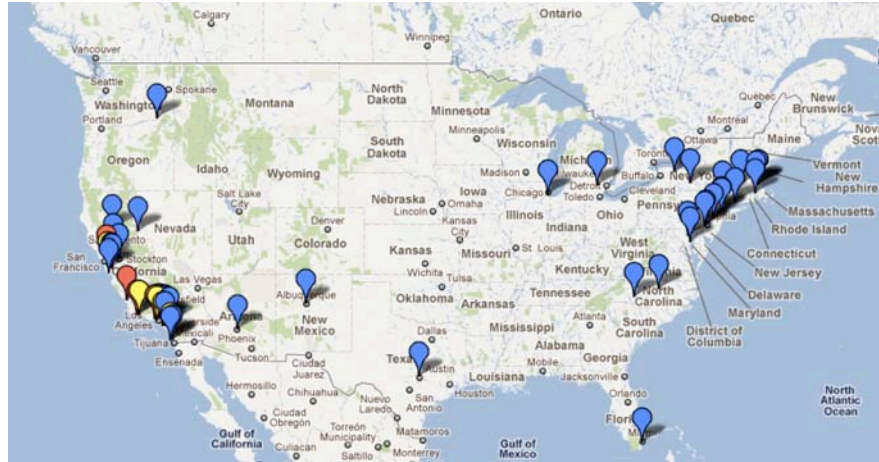 Calgary
Ontario
Quebec
Vancouver
Winnipeg
Seattle
Spokane
North
Dakota
Quebec
New
Brunswick
Washington
Montana
Minnesota
Montreal
Ottawa
Maine
Portland
Minneapolis
Wisconsin
Toronto
Vermont
Oregon
South
Dakota
Michi
New
Hampshire
Idaho
Wyoming
Madison
waukee
Buffalo
New Yo
Chicago
Detroit
Toledo
Cleveland
Massachusetts
Salt Lake
City
Nebraska
Iowa
Omaha
Lincoln
Illinois
Ohio
Pennsy
Rhode Island
Nevada
Indiana
Connecticut
Utah
Denver
Colorado
Kansas
City
West
Virginia
New Jersey
San
Francisco
Stockton
Kansas
Missouri
St Louis
Kentucky
Delaware
Las Vegas
Wichita
Maryland
Tulsa
Tennessee
North
Carolina
District of
Columbia
Albuquerque
Oklahoma
Arkansas
Los
Angeles
New
Mexico
Atlanta
South
Carolina
Tijuana
Phoenix
Mississippi
Tucson
Dallas
Alabama
Georgia
Ensenada
Ciudad
Juarez
Texa
Austin
Louisiana
Mobile
Jacksonville
Houston
Hermosillo
Chihuahua
San
Antonio
Orlando
North
Atlantic
Ocean
Ciudad
Obregón
Nuevo
Laredo
Flori
Gulf of
California
Torreón
Municipality
Matamoros
Gulf of
Mexico
Culiacan
Saltillo
Monterrey